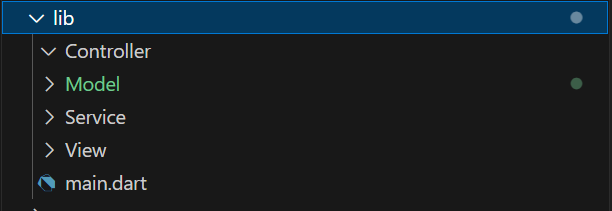 lib
Controller
Model
Service
View
main.dart